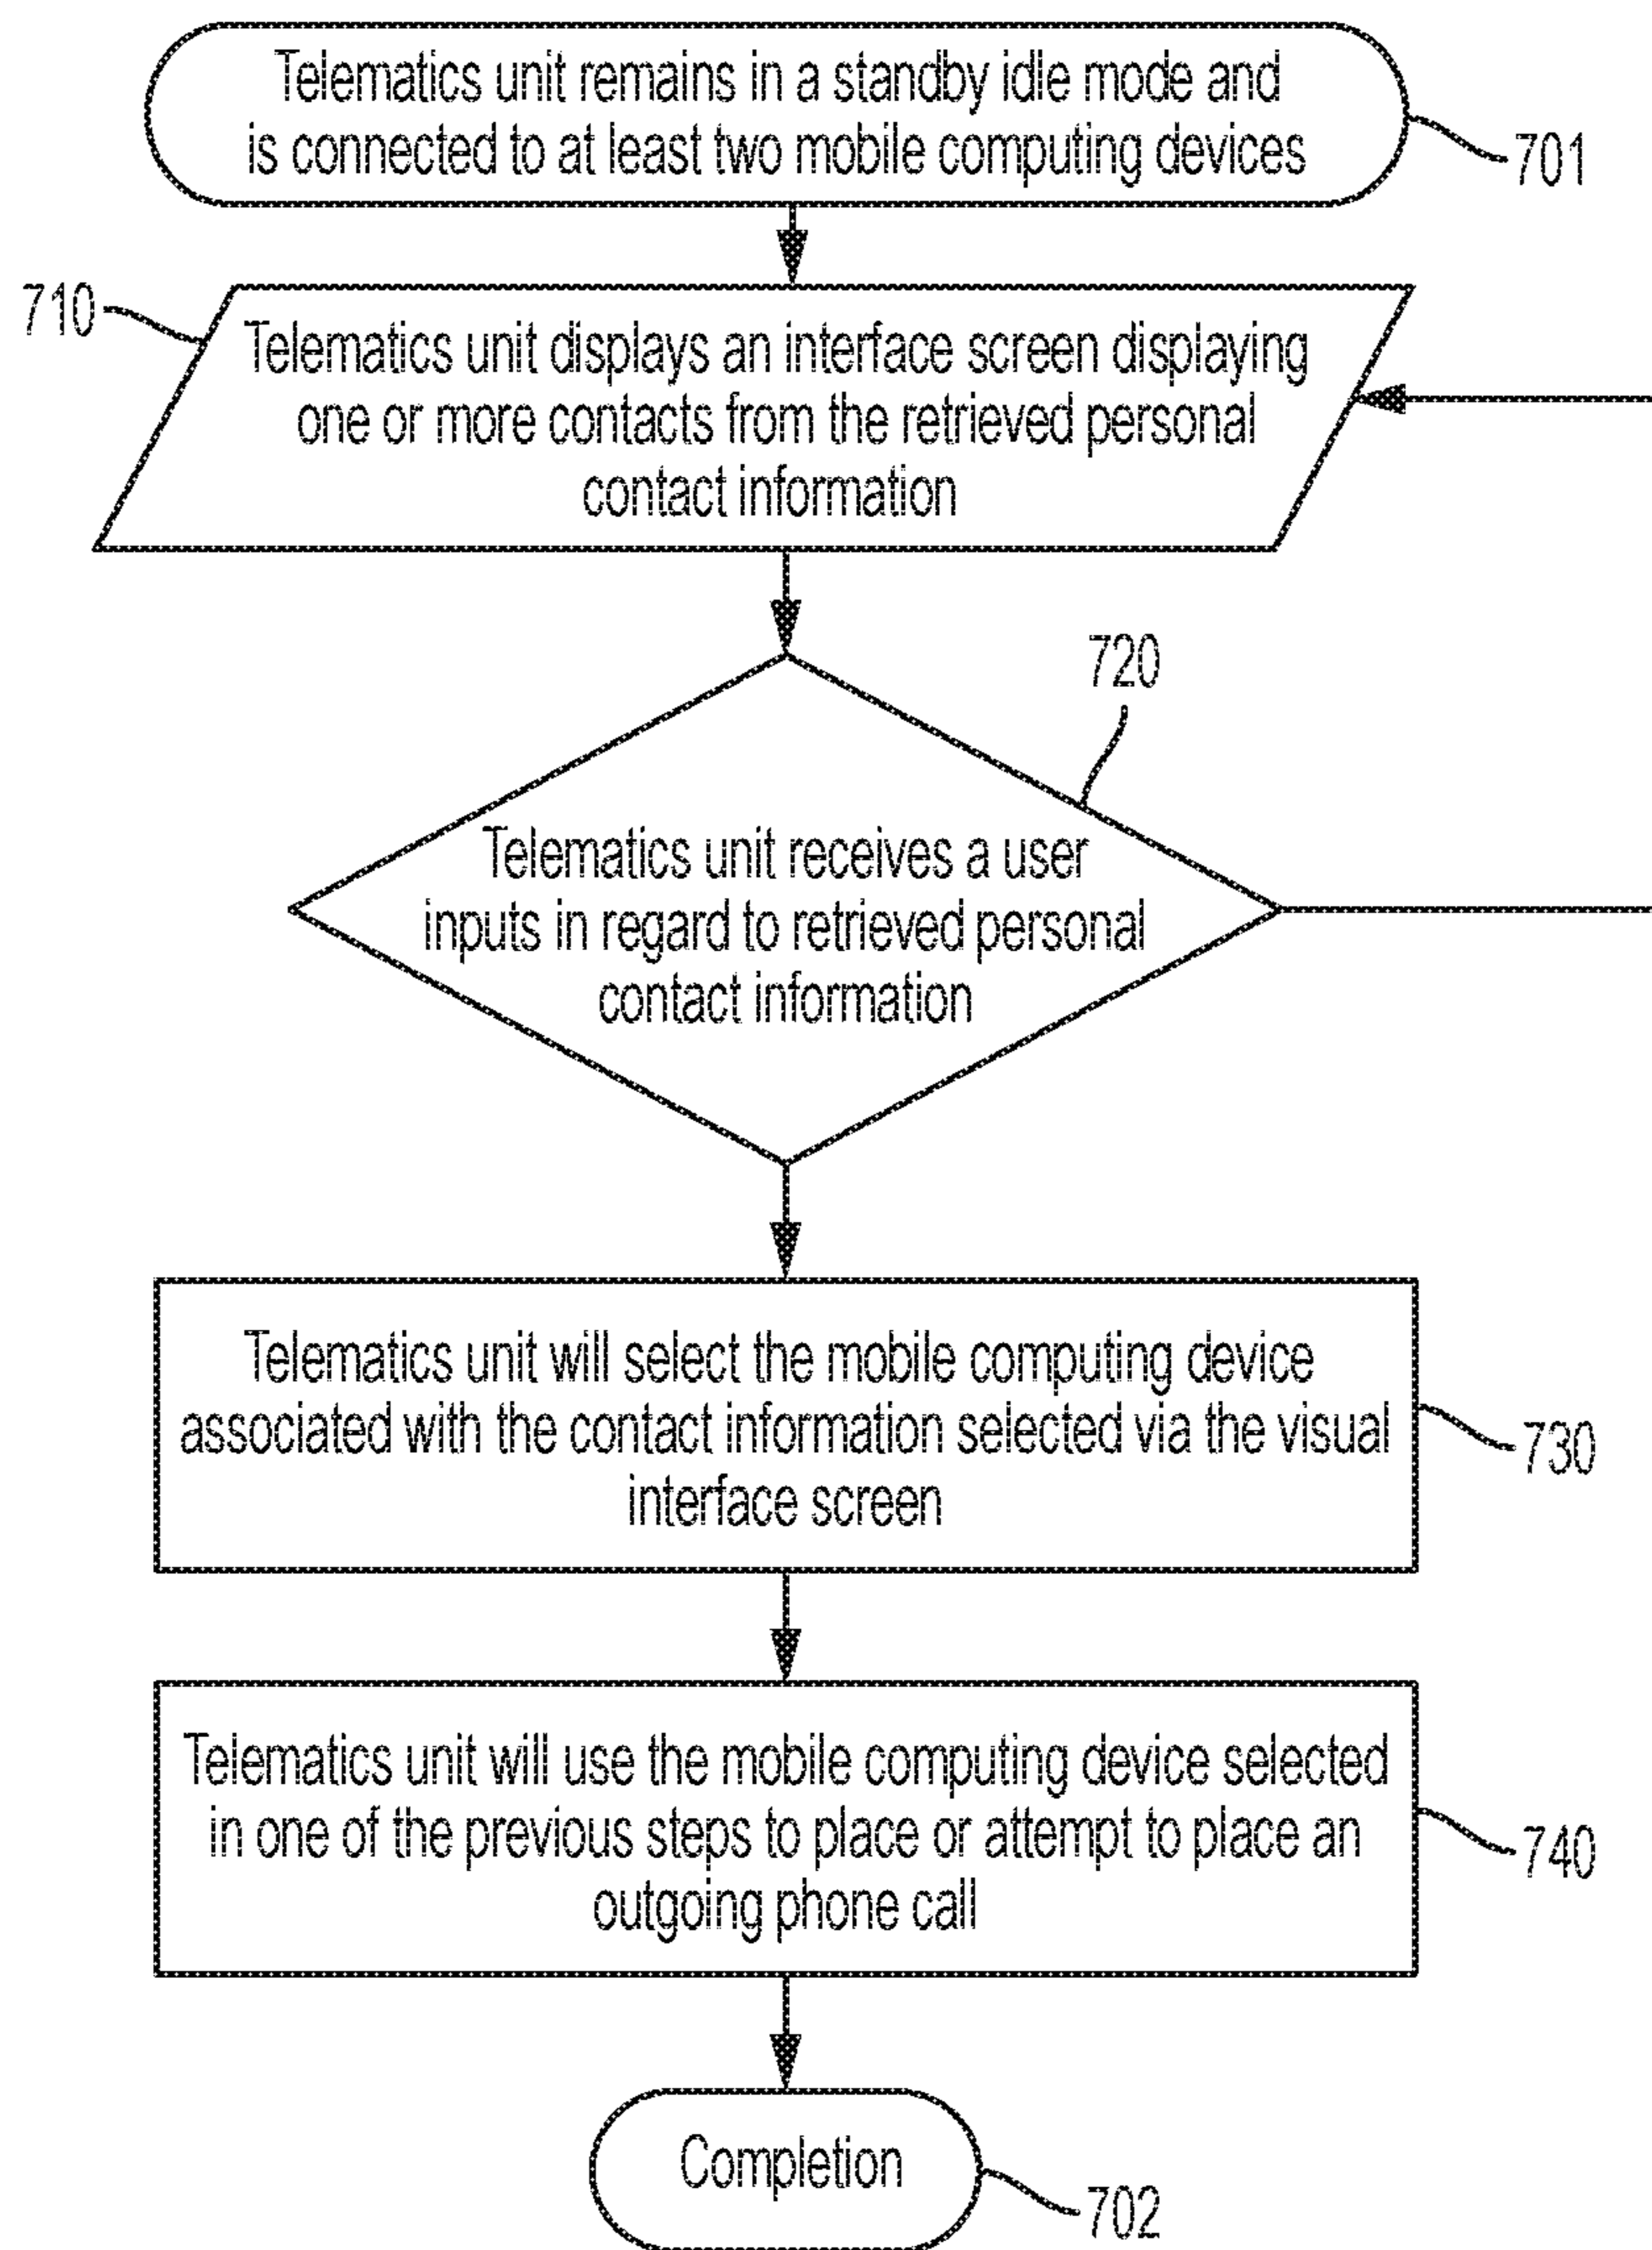 Telematics unit remains in a standby idle mode and
is connected to at least two mobile computing devices
701
710
Telematics unit displays an interface screen displaying
one or more contacts from the retrieved personal
contact information
720
Telematics unit receives a user
inputs in regard to retrieved personal
contact information
Telematics unit will select the mobile computing device
associated with the contact information selected via the visual
interface screen
730
Telematics unit will use the mobile computing device selected
in one of the previous steps to place or attempt to place an
outgoing phone call
740
Completion
702